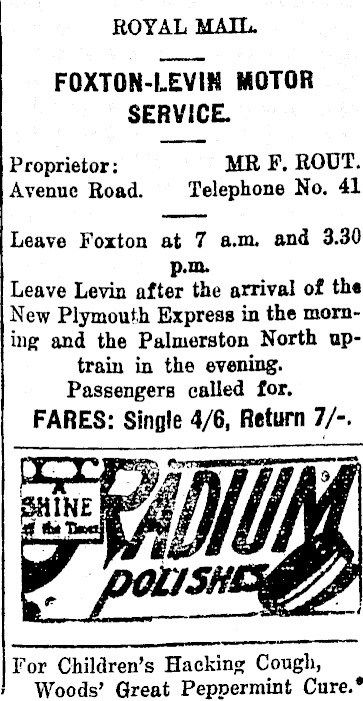 ROYAL MAIL.
FOXTON-LEVIN MOTOR
SERVICE.
Proprietor: MR F. ROUT.
Avenue Road. Telephone No. 41
Leave Foxton at 7 a.m. and 3.30
p.m.
Leave Levin after the arrival of the
New Plymouth Express in the morn-
ing and the Palmerston North up-
train in the evening.
Passengers called for.
FARES: Single 4/6, Return 7/-.
A
SHINE
of the Times
RADIUM
POLISHES
For Children's Hacking Cough,
Woods' Great Peppermint Cure.*